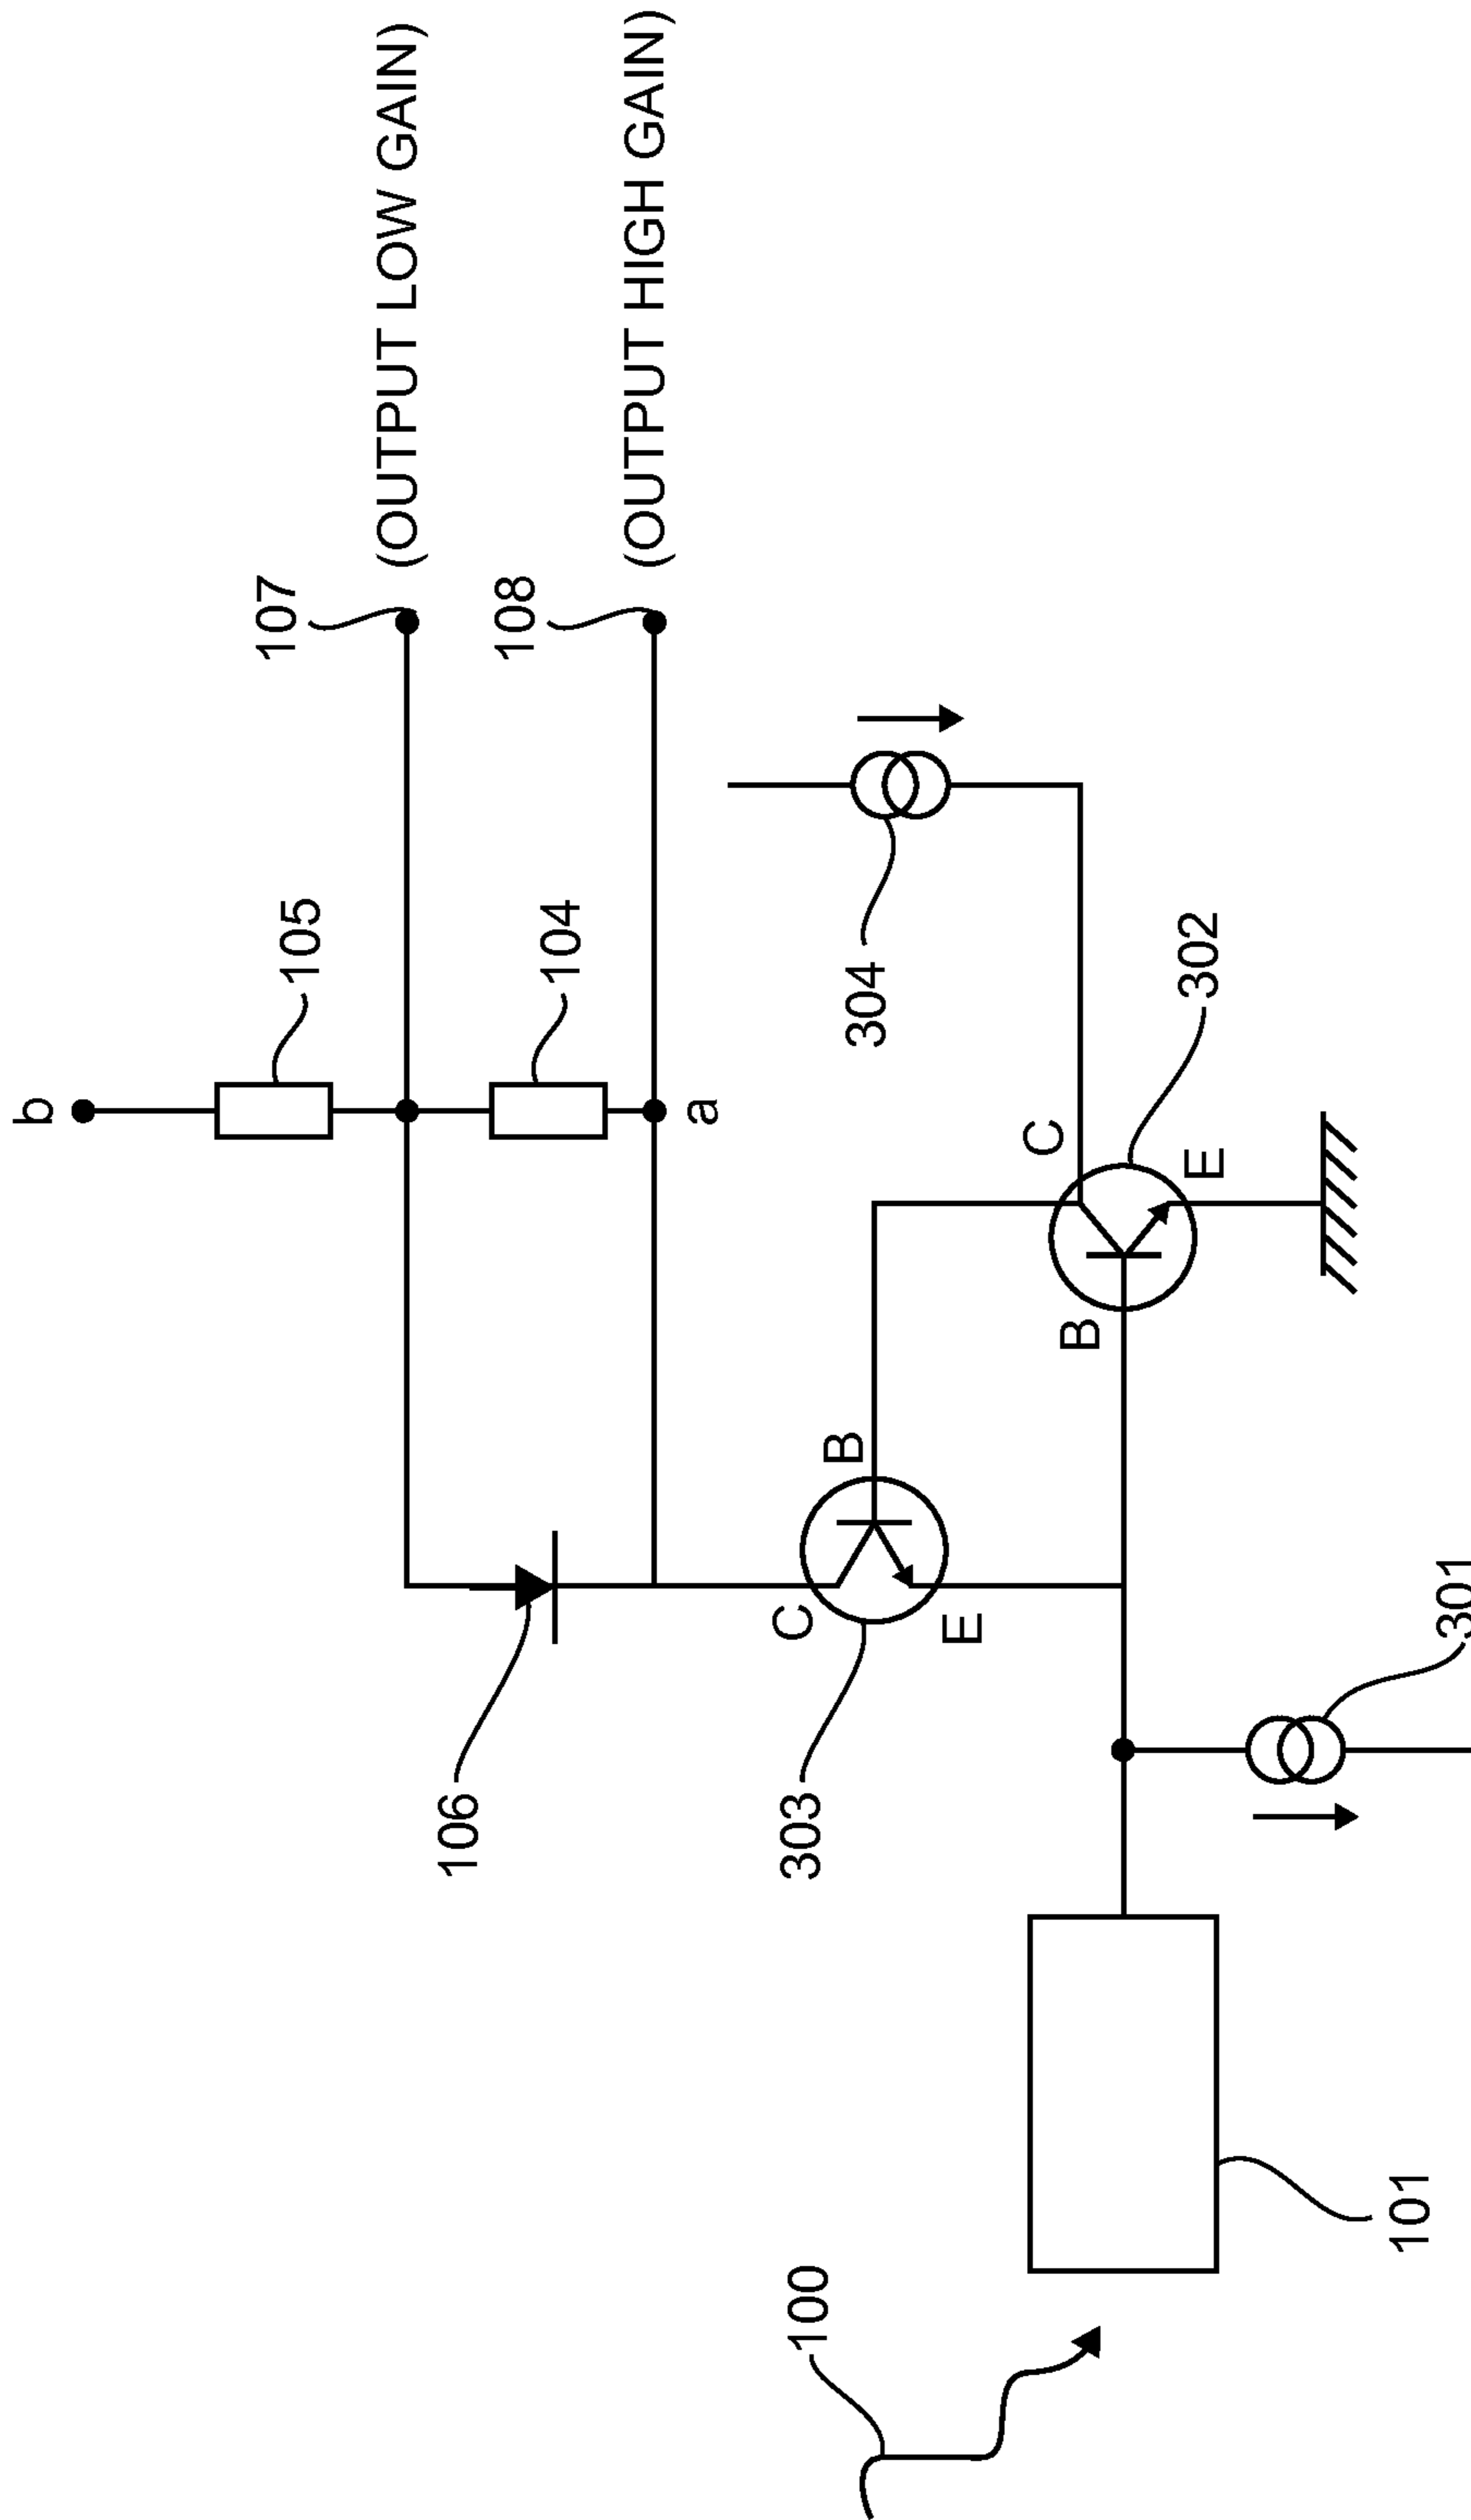 b
105
107
(OUTPUT LOW GAIN)
106
104
108
(OUTPUT HIGH GAIN)
a
304
303
C
B
E
C
302
B
E
100
101
301